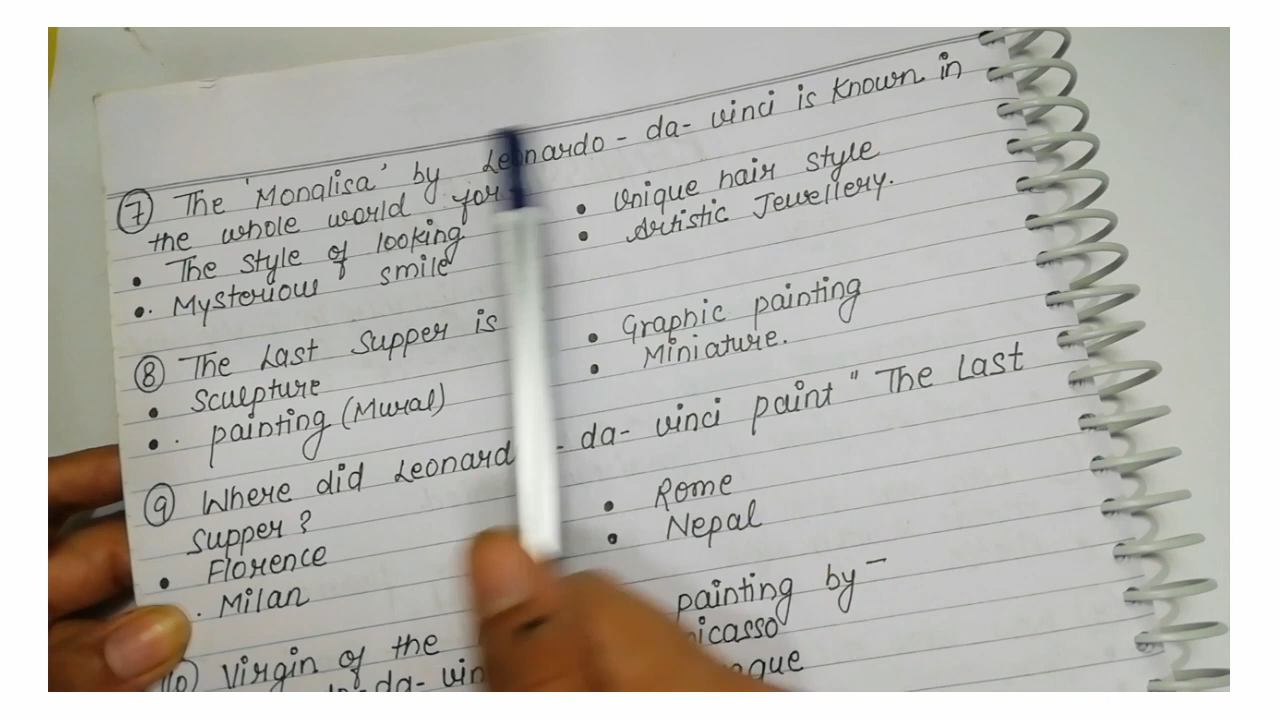 ⑦ The 'Monalisa' by Leonardo - da - vinci is known in
the whole world for
• The style of looking
• Mysterious smile
• Unique hair style
• Artistic Jewellery.
⑧ The Last Supper is
• Sculpture
• painting (Mural)
• Graphic painting
• Miniature.
⑨ Where did Leonard - da - vinci paint " The Last
Supper ?
• Florence
• Milan
• Rome
• Nepal
⑩ Virgin of the painting by -
-da- vin